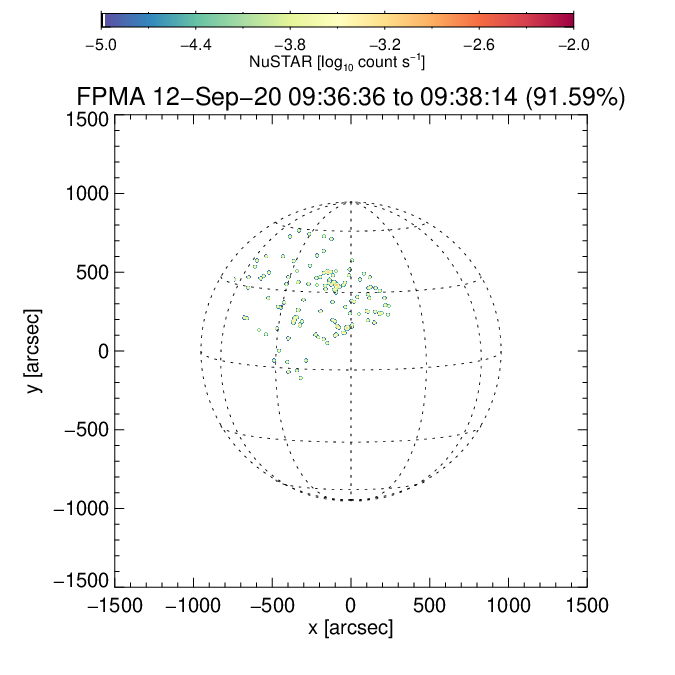 −5.0 −4.4 −3.8 −3.2 −2.6 −2.0
NuSTAR [log₁₀ count s⁻¹]
FPMA 12−Sep−20 09:36:36 to 09:38:14 (91.59%)
1500
1000
500
0
−500
−1000
−1500
y [arcsec]
−1500 −1000 −500 0 500 1000 1500
x [arcsec]